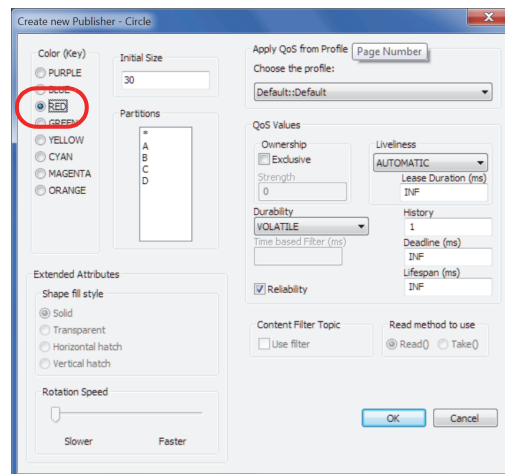 Create new Publisher - Circle
Color (Key)
PURPLE
BLUE
RED
GREEN
YELLOW
CYAN
MAGENTA
ORANGE
Initial Size
30
Partitions
*
A
B
C
D
Apply QoS from Profile
Page Number
Choose the profile:
Default::Default
QoS Values
Ownership
Exclusive
Strength
0
Liveliness
AUTOMATIC
Lease Duration (ms)
INF
Durability
VOLATILE
Time based Filter (ms)
History
1
Deadline (ms)
INF
Lifespan (ms)
INF
Reliability
Extended Attributes
Shape fill style
Solid
Transparent
Horizontal hatch
Vertical hatch
Rotation Speed
Slower Faster
Content Filter Topic
Use filter
Read method to use
Read() Take()
OK Cancel